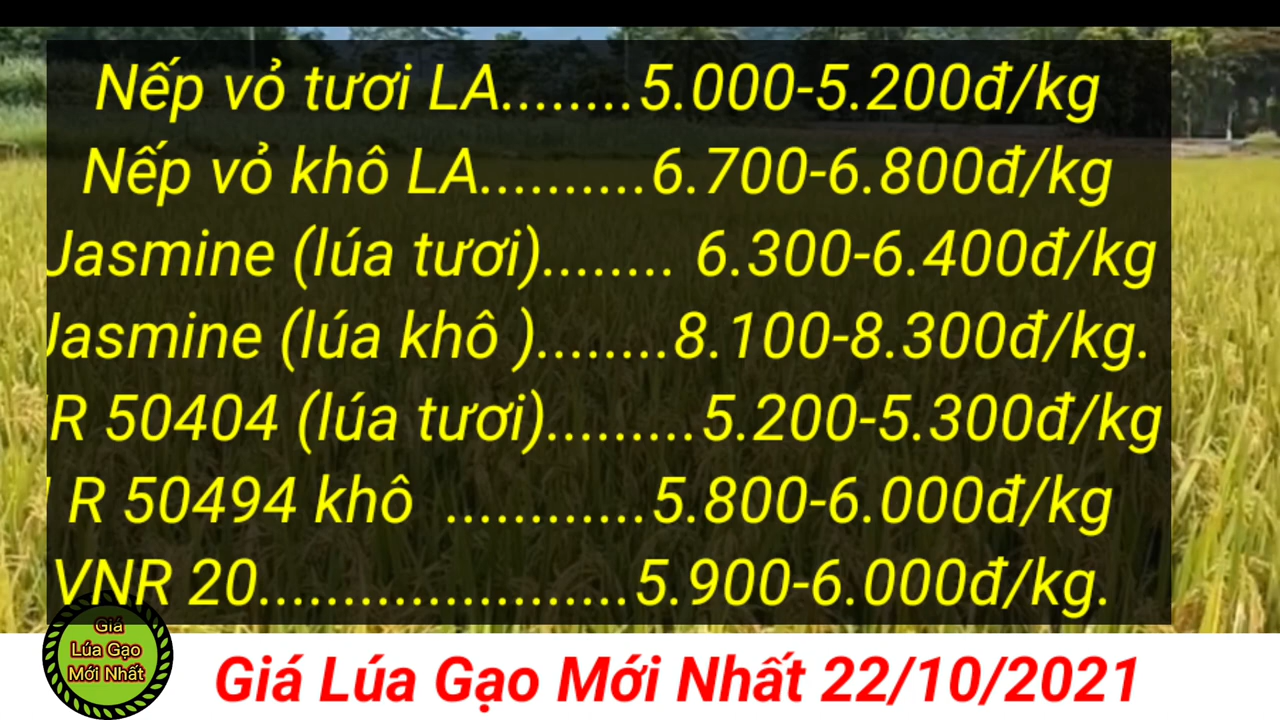 Nếp vỏ tươi LA........5.000-5.200đ/kg
Nếp vỏ khô LA..........6.700-6.800đ/kg
Jasmine (lúa tươi)........ 6.300-6.400đ/kg
Jasmine (lúa khô )........8.100-8.300đ/kg.
IR 50404 (lúa tươi).........5.200-5.300đ/kg
I R 50494 khô ............5.800-6.000đ/kg
VNR 20......................5.900-6.000đ/kg.
Giá
Lúa Gạo
Mới Nhất
Giá Lúa Gạo Mới Nhất 22/10/2021